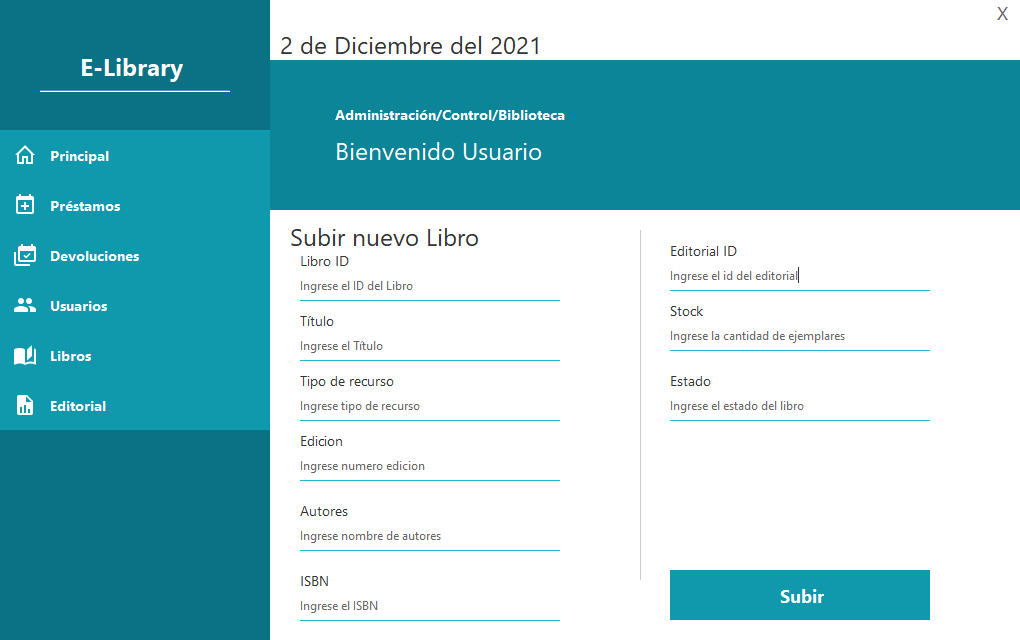 X
2 de Diciembre del 2021
E-Library
Administración/Control/Biblioteca
Bienvenido Usuario
Principal
Préstamos
Devoluciones
Usuarios
Libros
Editorial
Subir nuevo Libro
Libro ID
Ingrese el ID del Libro
Título
Ingrese el Título
Tipo de recurso
Ingrese tipo de recurso
Edicion
Ingrese numero edicion
Autores
Ingrese nombre de autores
ISBN
Ingrese el ISBN
Editorial ID
Ingrese el id del editorial
Stock
Ingrese la cantidad de ejemplares
Estado
Ingrese el estado del libro
Subir